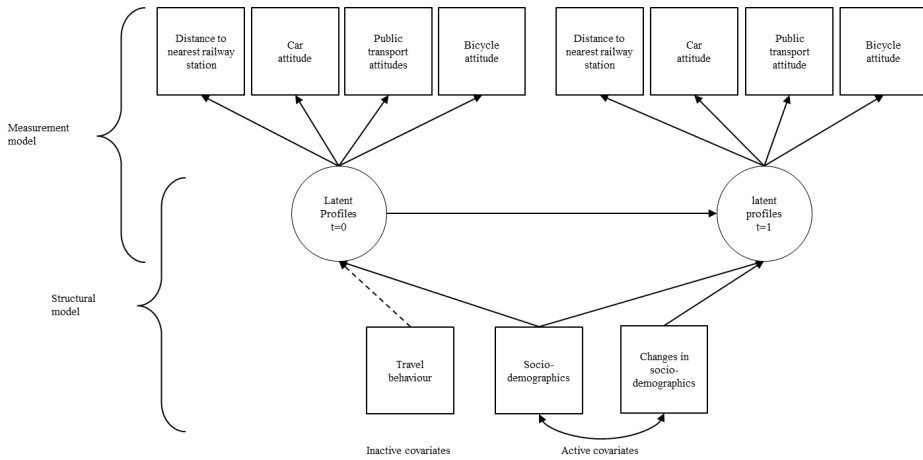 Distance to
nearest railway
station
Car
attitude
Public
transport
attitudes
Bicycle
attitude
Distance to
nearest railway
station
Car
attitude
Public
transport
attitude
Bicycle
attitude
Measurement
model
Latent
Profiles
t=0
latent
profiles
t=1
Structural
model
Travel
behaviour
Socio-
demographics
Changes in
socio-
demographics
Inactive covariates
Active covariates